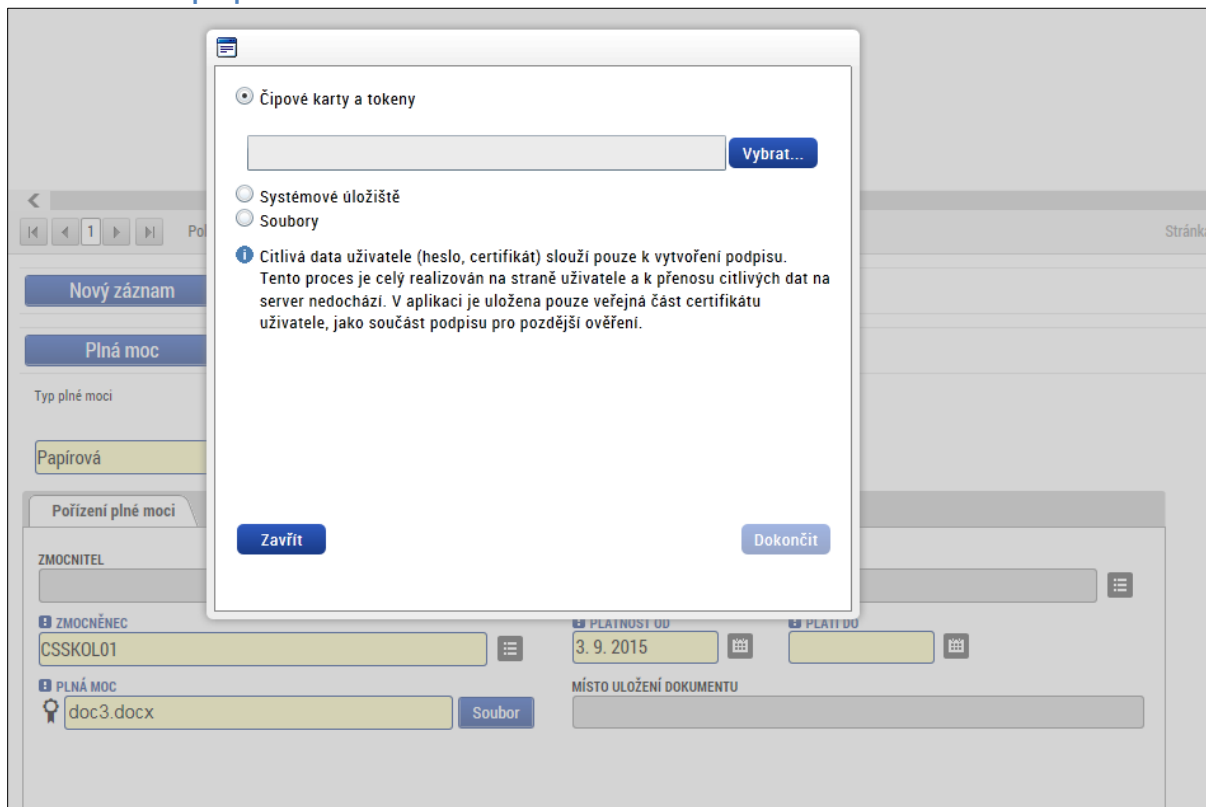 Čipové karty a tokeny
Vybrat...
Systémové úložiště
Soubory
1
Stránk
Citlivá data uživatele (heslo, certifikát) slouží pouze k vytvoření podpisu.
Tento proces je celý realizován na straně uživatele a k přenosu citlivých dat na
server nedochází. V aplikaci je uložena pouze veřejná část certifikátu
uživatele, jako součást podpisu pro pozdější ověření.
Nový záznam
Plná moc
Typ plné moci
Papírová
Pořízení plné moci
Zavřít
Dokončit
ZMOCNITEL
ZMOCNĚNEC
PLATNOST OD
PLATÍ DO
CSSKOL01
3. 9. 2015
PLNÁ MOC
MÍSTO ULOŽENÍ DOKUMENTU
doc3.docx
Soubor